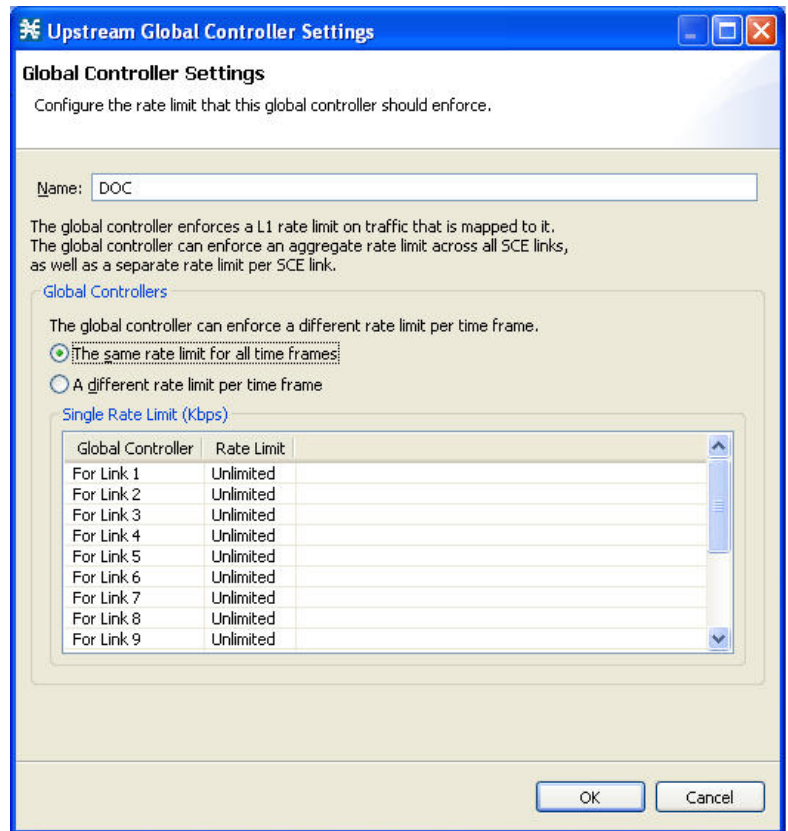 Upstream Global Controller Settings
Global Controller Settings
Configure the rate limit that this global controller should enforce.
Name: DOC
The global controller enforces a L1 rate limit on traffic that is mapped to it.
The global controller can enforce an aggregate rate limit across all SCE links,
as well as a separate rate limit per SCE link.
Global Controllers
The global controller can enforce a different rate limit per time frame.
The same rate limit for all time frames
A different rate limit per time frame
Single Rate Limit (Kbps)
Global Controller Rate Limit
For Link 1 Unlimited
For Link 2 Unlimited
For Link 3 Unlimited
For Link 4 Unlimited
For Link 5 Unlimited
For Link 6 Unlimited
For Link 7 Unlimited
For Link 8 Unlimited
For Link 9 Unlimited
OK Cancel